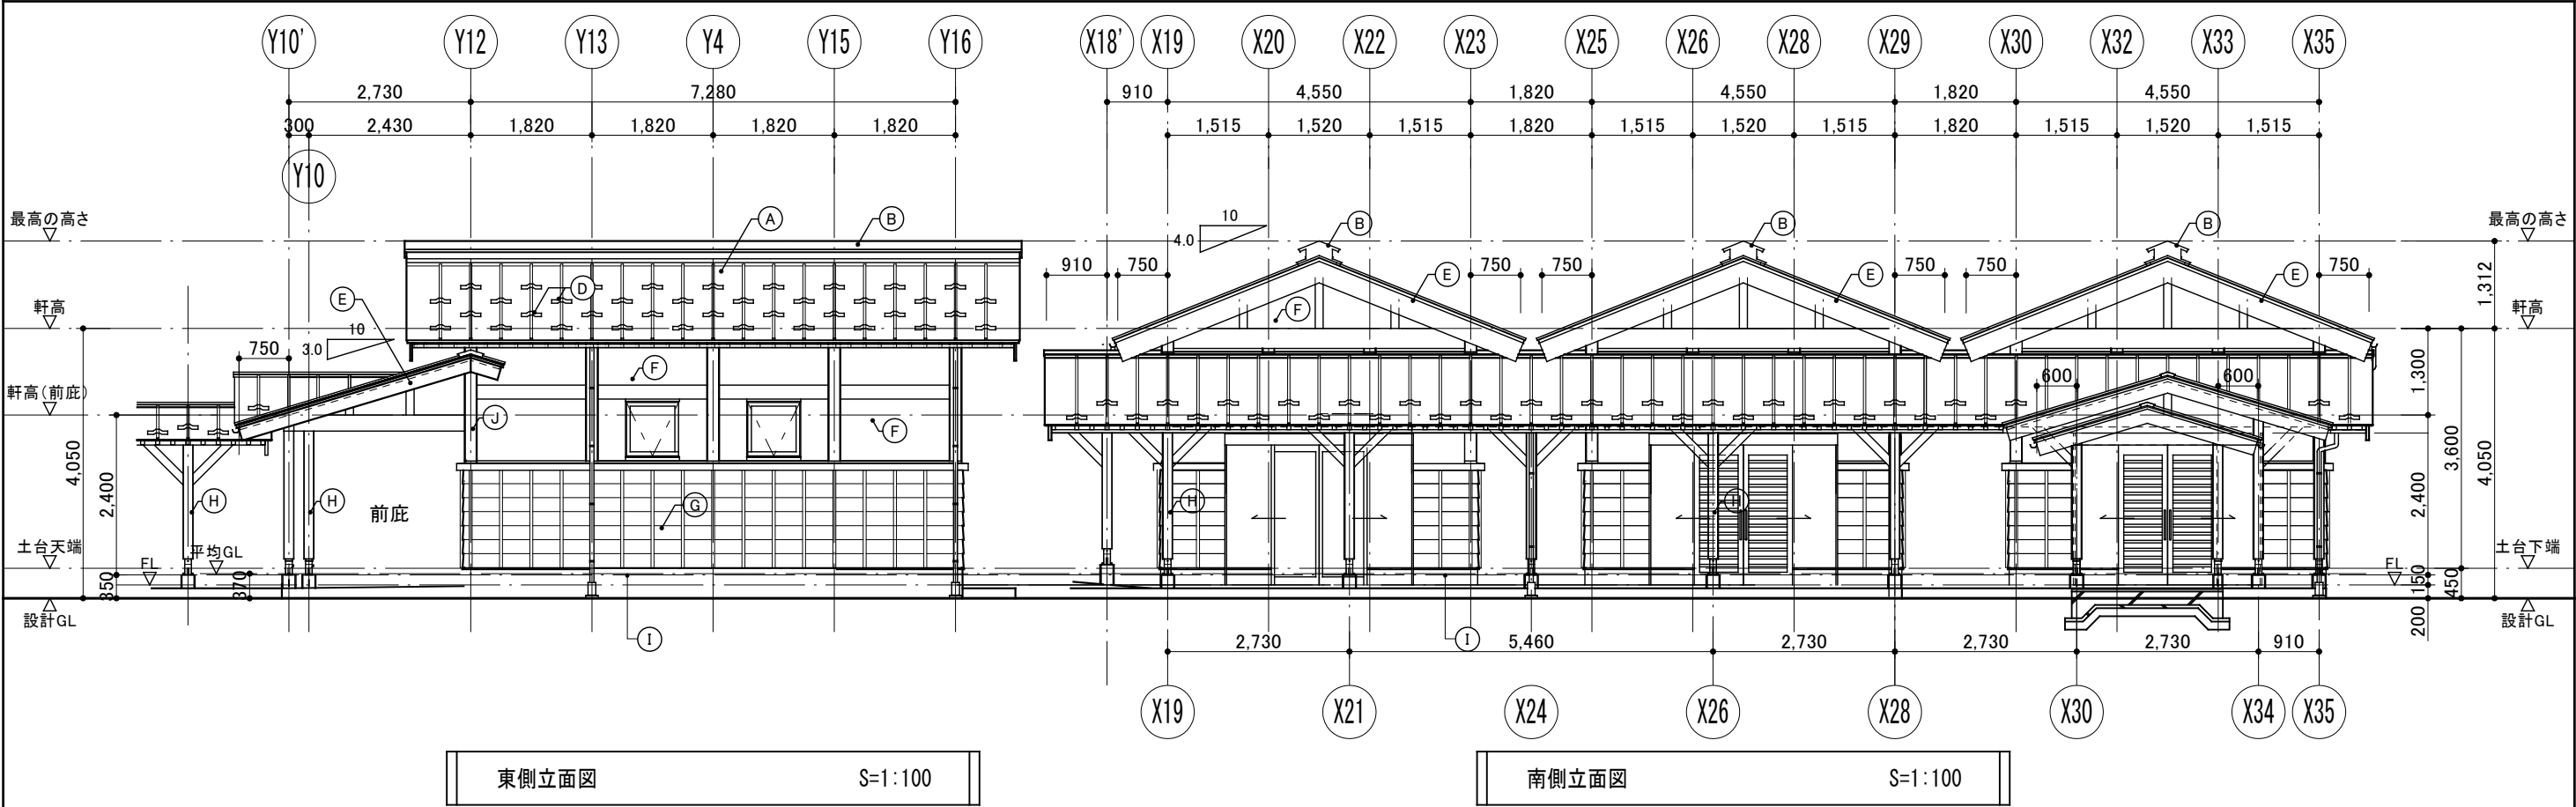 Y10' Y12 Y13 Y4 Y15 Y16 X18' X19 X20 X22 X23 X25 X26 X28 X29 X30 X32 X33 X35
2,730 7,280 910 4,550 1,820 4,550 1,820 4,550
300 2,430 1,820 1,820 1,820 1,820 1,515 1,520 1,515 1,820 1,515 1,520 1,515 1,820 1,515 1,520 1,515
Y10
最高の高さ A B 10 4.0 B B B 最高の高さ
910 750 E 750 750 E 750 750 E 750 1,312
D
E F
軒高 10 3.0 軒高
750
F
600 600 1,300
軒高(前庇) J F
4,050 2,400 3,600 4,050 2,400
H H G H H
前庇
土台天端 平均GL 土台下端
FL FL
350 370 150 450
設計GL 200 設計GL
I I
2,730 5,460 2,730 2,730 2,730 910
X19 X21 X24 X26 X28 X30 X34 X35
東側立面図 S=1:100
南側立面図 S=1:100